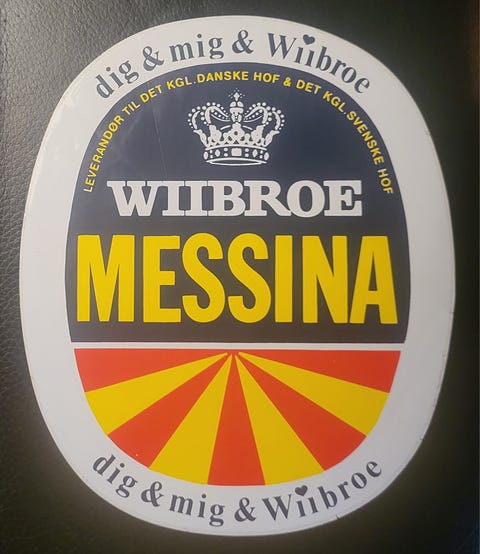 dig & mig & Wiibroe
LEVERANDØR TIL DET KGL. DANSKE HOF & DET KGL. SVENSKE HOF
WIIBROE
MESSINA
dig & mig & Wiibroe